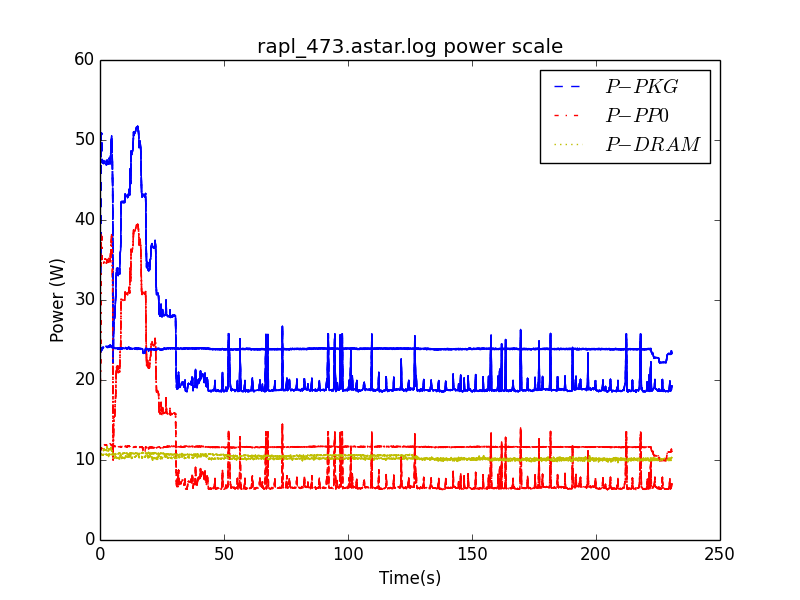 rapl_473.astar.log power scale
60
50
40
30
20
10
0
Power (W)
P-PKG
P-PP0
P-DRAM
0 50 100 150 200 250
Time(s)